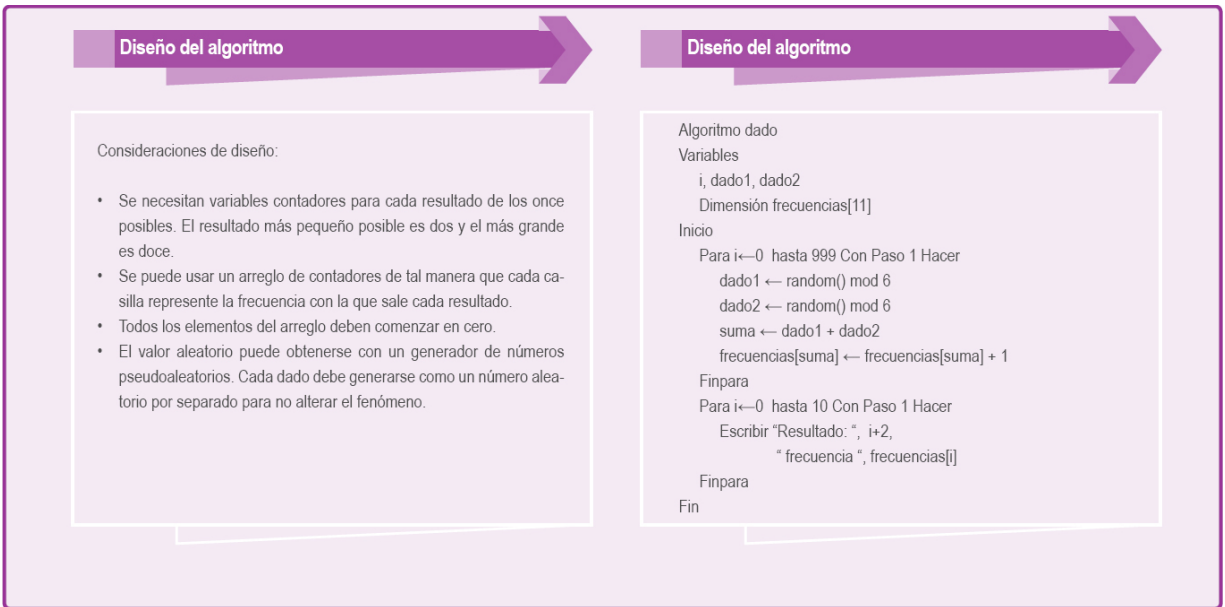 Diseño del algoritmo
Consideraciones de diseño:
• Se necesitan variables contadores para cada resultado de los once
posibles. El resultado más pequeño posible es dos y el más grande
es doce.
• Se puede usar un arreglo de contadores de tal manera que cada ca-
silla represente la frecuencia con la que sale cada resultado.
• Todos los elementos del arreglo deben comenzar en cero.
• El valor aleatorio puede obtenerse con un generador de números
pseudoaleatorios. Cada dado debe generarse como un número alea-
torio por separado para no alterar el fenómeno.
Diseño del algoritmo
Algoritmo dado
Variables
i, dado1, dado2
Dimensión frecuencias[11]
Inicio
Para i←0 hasta 999 Con Paso 1 Hacer
dado1 ← random() mod 6
dado2 ← random() mod 6
suma ← dado1 + dado2
frecuencias[suma] ← frecuencias[suma] + 1
Finpara
Para i←0 hasta 10 Con Paso 1 Hacer
Escribir “Resultado: “, i+2,
“ frecuencia “, frecuencias[i]
Finpara
Fin